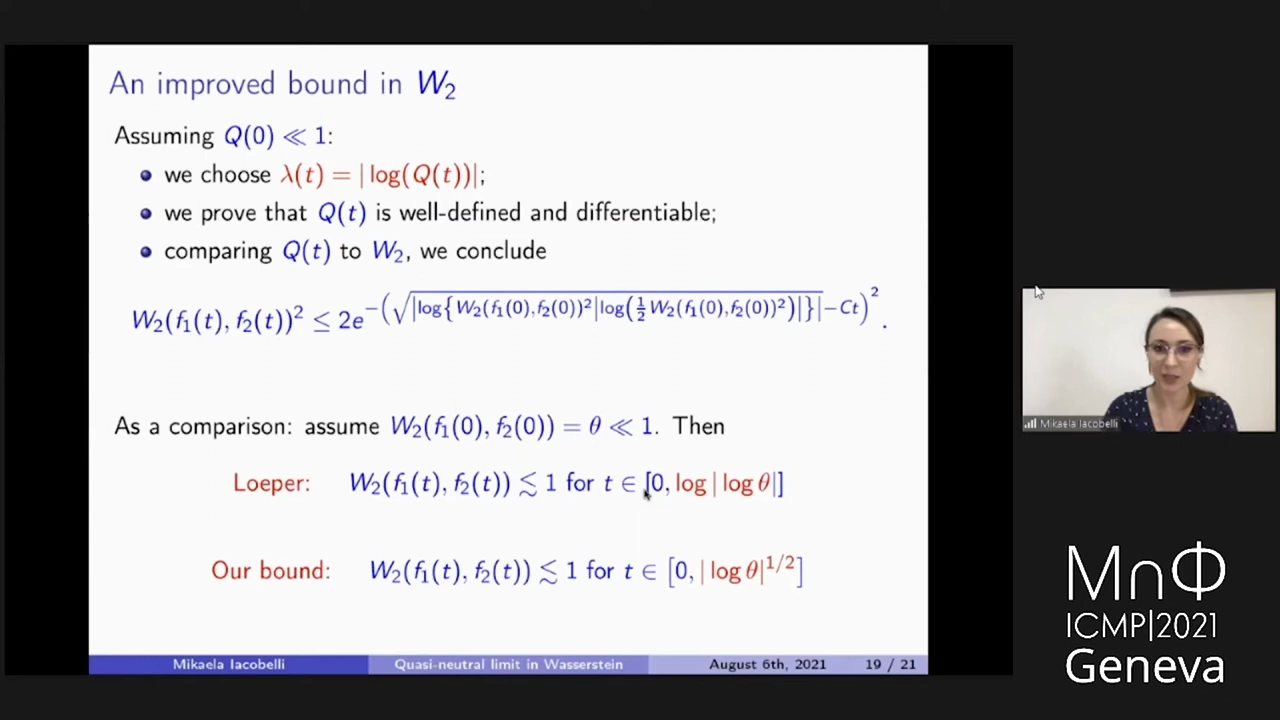 An improved bound in W₂
Assuming Q(0) ≪ 1:
we choose λ(t) = | log(Q(t))|;
we prove that Q(t) is well-defined and differentiable;
comparing Q(t) to W₂, we conclude
W₂(f₁(t), f₂(t))² ≤ 2e^{−(√(|log{W₂(f₁(0),f₂(0))²|log(½W₂(f₁(0),f₂(0))²)|}|)−Ct)²}.
As a comparison: assume W₂(f₁(0), f₂(0)) = θ ≪ 1. Then
Loeper: W₂(f₁(t), f₂(t)) ≲ 1 for t ∈ [0, log | log θ|]
Our bound: W₂(f₁(t), f₂(t)) ≲ 1 for t ∈ [0, | log θ|^{1/2}]
Mikaela Iacobelli Quasi-neutral limit in Wasserstein August 6th, 2021 19 / 21
Mikaela Iacobelli
M∩Φ
ICMP|2021
Geneva